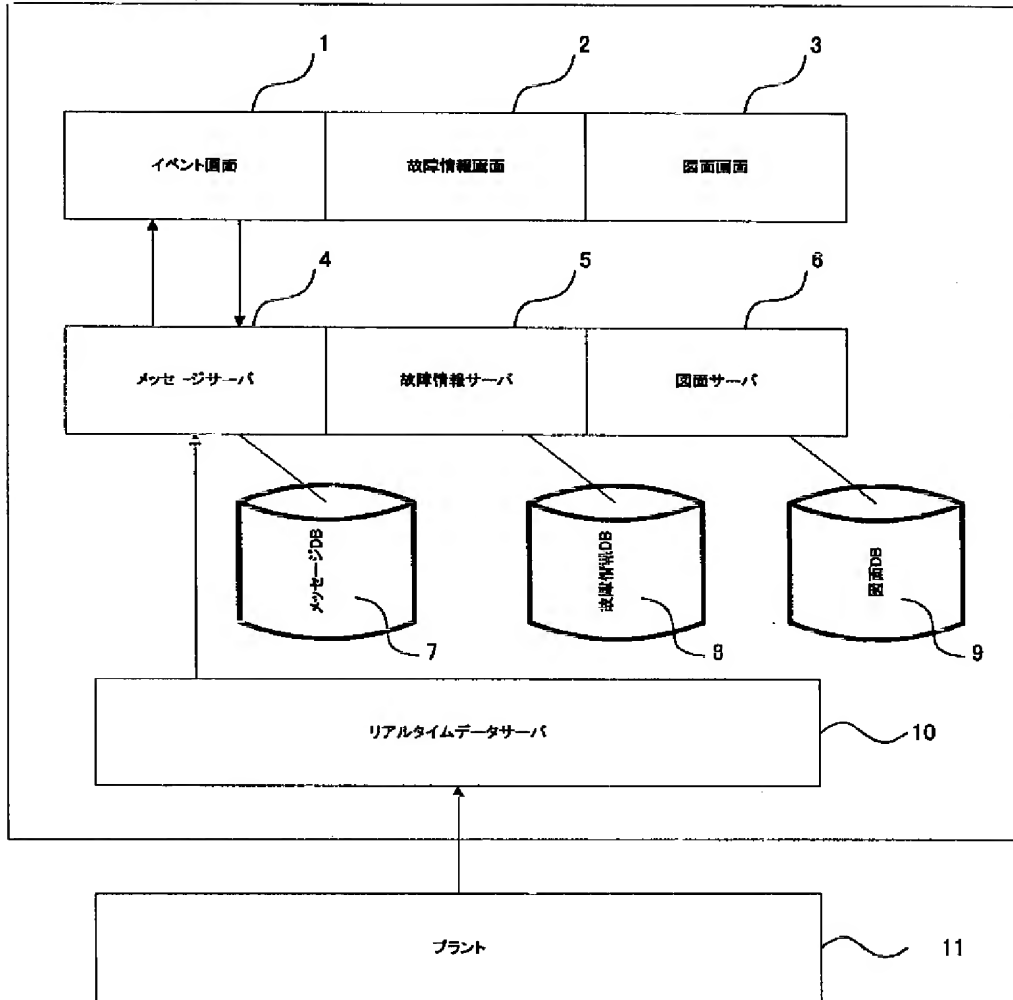 1
2
3
イベント画面
故障情報画面
図面画面
4
5
6
メッセージサーバ
故障情報サーバ
図面サーバ
メッセージDB
故障情報DB
図面DB
7
8
9
リアルタイムデータサーバ
10
プラント
11